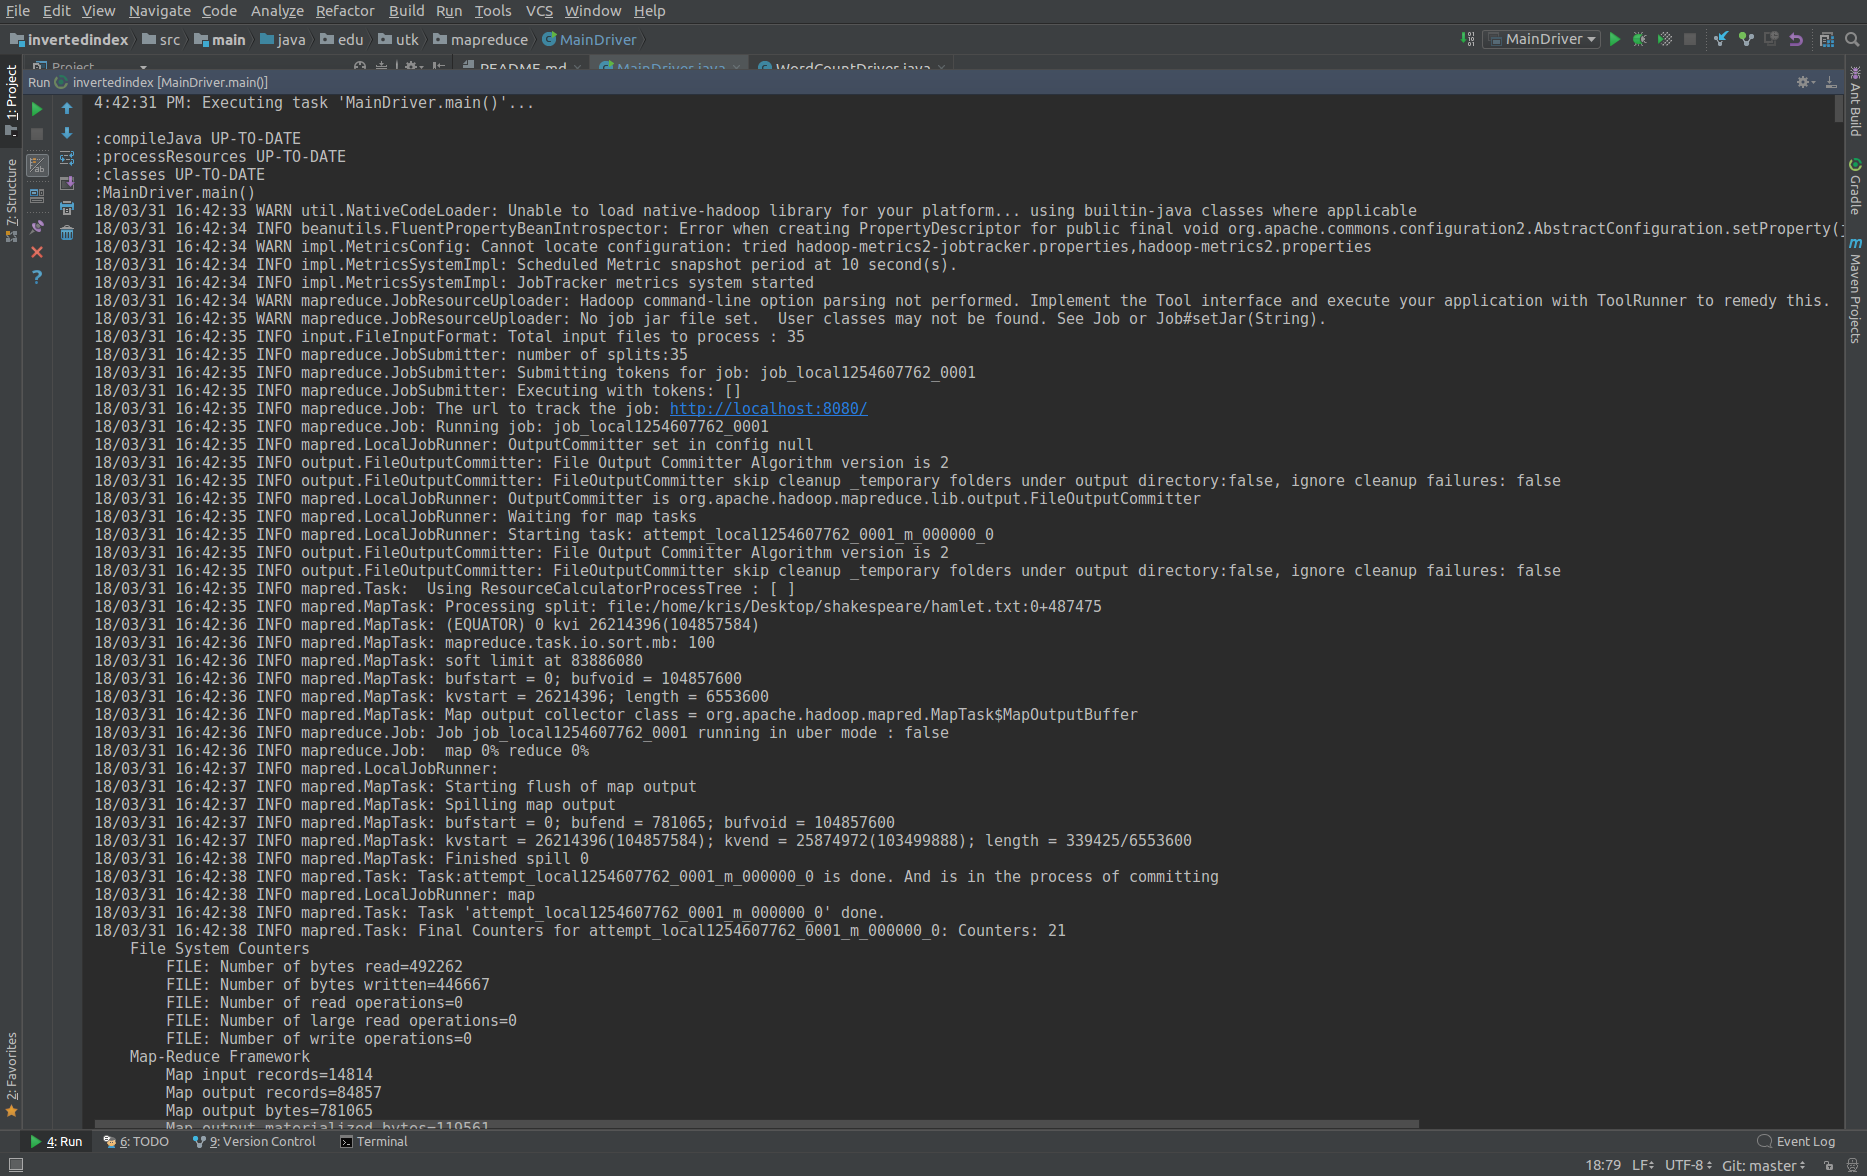 File Edit View Navigate Code Analyze Refactor Build Run Tools VCS Window Help
invertedindex src main java edu utk mapreduce MainDriver
MainDriver
Project README.md MainDriver.java WordCountDriver.java
Run invertedindex [MainDriver.main()]
1: Project
7: Structure
2: Favorites
Ant Build
Gradle
Maven Projects
4:42:31 PM: Executing task 'MainDriver.main()'...
:compileJava UP-TO-DATE
:processResources UP-TO-DATE
:classes UP-TO-DATE
:MainDriver.main()
18/03/31 16:42:33 WARN util.NativeCodeLoader: Unable to load native-hadoop library for your platform... using builtin-java classes where applicable
18/03/31 16:42:34 INFO beanutils.FluentPropertyBeanIntrospector: Error when creating PropertyDescriptor for public final void org.apache.commons.configuration2.AbstractConfiguration.setProperty(
18/03/31 16:42:34 WARN impl.MetricsConfig: Cannot locate configuration: tried hadoop-metrics2-jobtracker.properties,hadoop-metrics2.properties
18/03/31 16:42:34 INFO impl.MetricsSystemImpl: Scheduled Metric snapshot period at 10 second(s).
18/03/31 16:42:34 INFO impl.MetricsSystemImpl: JobTracker metrics system started
18/03/31 16:42:34 WARN mapreduce.JobResourceUploader: Hadoop command-line option parsing not performed. Implement the Tool interface and execute your application with ToolRunner to remedy this.
18/03/31 16:42:35 WARN mapreduce.JobResourceUploader: No job jar file set.  User classes may not be found. See Job or Job#setJar(String).
18/03/31 16:42:35 INFO input.FileInputFormat: Total input files to process : 35
18/03/31 16:42:35 INFO mapreduce.JobSubmitter: number of splits:35
18/03/31 16:42:35 INFO mapreduce.JobSubmitter: Submitting tokens for job: job_local1254607762_0001
18/03/31 16:42:35 INFO mapreduce.JobSubmitter: Executing with tokens: []
18/03/31 16:42:35 INFO mapreduce.Job: The url to track the job: http://localhost:8080/
18/03/31 16:42:35 INFO mapreduce.Job: Running job: job_local1254607762_0001
18/03/31 16:42:35 INFO mapred.LocalJobRunner: OutputCommitter set in config null
18/03/31 16:42:35 INFO output.FileOutputCommitter: File Output Committer Algorithm version is 2
18/03/31 16:42:35 INFO output.FileOutputCommitter: FileOutputCommitter skip cleanup _temporary folders under output directory:false, ignore cleanup failures: false
18/03/31 16:42:35 INFO mapred.LocalJobRunner: OutputCommitter is org.apache.hadoop.mapreduce.lib.output.FileOutputCommitter
18/03/31 16:42:35 INFO mapred.LocalJobRunner: Waiting for map tasks
18/03/31 16:42:35 INFO mapred.LocalJobRunner: Starting task: attempt_local1254607762_0001_m_000000_0
18/03/31 16:42:35 INFO output.FileOutputCommitter: File Output Committer Algorithm version is 2
18/03/31 16:42:35 INFO output.FileOutputCommitter: FileOutputCommitter skip cleanup _temporary folders under output directory:false, ignore cleanup failures: false
18/03/31 16:42:35 INFO mapred.Task:  Using ResourceCalculatorProcessTree : [ ]
18/03/31 16:42:35 INFO mapred.MapTask: Processing split: file:/home/kris/Desktop/shakespeare/hamlet.txt:0+487475
18/03/31 16:42:36 INFO mapred.MapTask: (EQUATOR) 0 kvi 26214396(104857584)
18/03/31 16:42:36 INFO mapred.MapTask: mapreduce.task.io.sort.mb: 100
18/03/31 16:42:36 INFO mapred.MapTask: soft limit at 83886080
18/03/31 16:42:36 INFO mapred.MapTask: bufstart = 0; bufvoid = 104857600
18/03/31 16:42:36 INFO mapred.MapTask: kvstart = 26214396; length = 6553600
18/03/31 16:42:36 INFO mapred.MapTask: Map output collector class = org.apache.hadoop.mapred.MapTask$MapOutputBuffer
18/03/31 16:42:36 INFO mapreduce.Job: Job job_local1254607762_0001 running in uber mode : false
18/03/31 16:42:36 INFO mapreduce.Job:  map 0% reduce 0%
18/03/31 16:42:37 INFO mapred.LocalJobRunner:
18/03/31 16:42:37 INFO mapred.MapTask: Starting flush of map output
18/03/31 16:42:37 INFO mapred.MapTask: Spilling map output
18/03/31 16:42:37 INFO mapred.MapTask: bufstart = 0; bufend = 781065; bufvoid = 104857600
18/03/31 16:42:37 INFO mapred.MapTask: kvstart = 26214396(104857584); kvend = 25874972(103499888); length = 339425/6553600
18/03/31 16:42:38 INFO mapred.MapTask: Finished spill 0
18/03/31 16:42:38 INFO mapred.Task: Task:attempt_local1254607762_0001_m_000000_0 is done. And is in the process of committing
18/03/31 16:42:38 INFO mapred.LocalJobRunner: map
18/03/31 16:42:38 INFO mapred.Task: Task 'attempt_local1254607762_0001_m_000000_0' done.
18/03/31 16:42:38 INFO mapred.Task: Final Counters for attempt_local1254607762_0001_m_000000_0: Counters: 21
File System Counters
FILE: Number of bytes read=492262
FILE: Number of bytes written=446667
FILE: Number of read operations=0
FILE: Number of large read operations=0
FILE: Number of write operations=0
Map-Reduce Framework
Map input records=14814
Map output records=84857
Map output bytes=781065
Map output materialized bytes=119561
4: Run 6: TODO 9: Version Control Terminal Event Log
18:79 LF UTF-8 Git: master